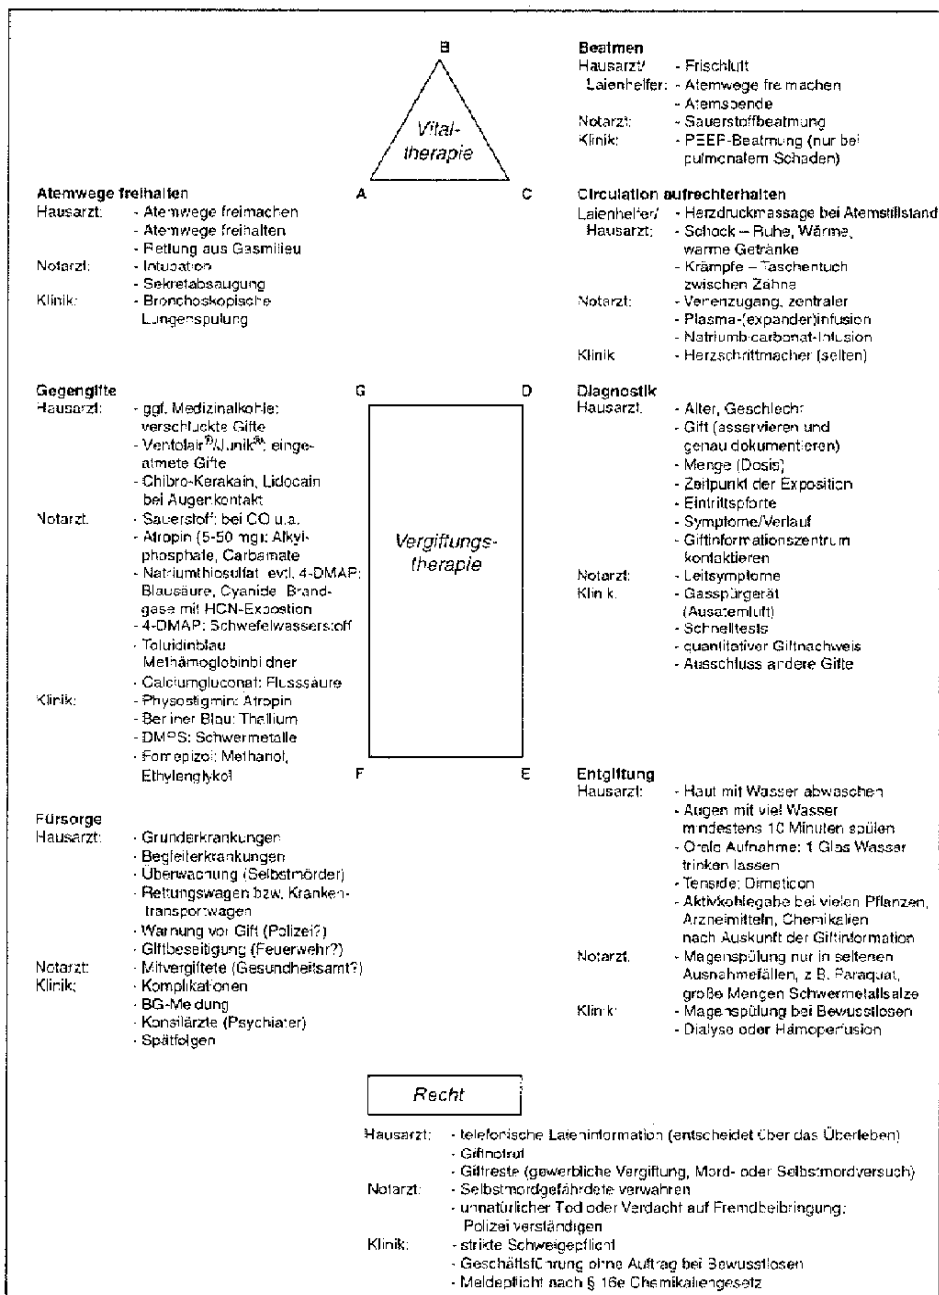 B
Vital-
therapie
A
C
Beatmen
Hausarzt/ - Frischluft
Laienhelfer: - Atemwege freimachen
- Atemspende
Notarzt: - Sauerstoffbeatmung
Klinik: - PEEP-Beatmung (nur bei
pulmonalem Schaden)
Atemwege freihalten
Hausarzt: - Atemwege freimachen
- Atemwege freihalten
- Rettung aus Gasmilieu
Notarzt: - Intubation
- Sekretabsaugung
Klinik: - Bronchoskopische
Lungenspülung
Circulation aufrechterhalten
Laienhelfer/ - Herzdruckmassage bei Atemstillstand
Hausarzt: - Schock – Ruhe, Wärme,
warme Getränke
- Krämpfe – Taschentuch
zwischen Zähne
Notarzt: - Venenzugang, zentraler
- Plasma-(expander)infusion
- Natriumbicarbonat-Infusion
Klinik - Herzschrittmacher (selten)
G
D
Vergiftungs-
therapie
F
E
Gegengifte
Hausarzt: - ggf. Medizinalkohle:
verschluckte Gifte
- Ventolair®/Junik®: einge-
atmete Gifte
- Chibro-Kerakain, Lidocain
bei Augenkontakt
Notarzt. - Sauerstoff: bei CO u.a.
- Atropin (5-50 mg): Alkyl-
phosphate, Carbamate
- Natriumthiosulfat evtl. 4-DMAP:
Blausäure, Cyanide Brand-
gase mit HCN-Expostion
- 4-DMAP: Schwefelwasserstoff
- Toluidinblau
Methämoglobinbildner
- Calciumgluconat: Flusssäure
Klinik: - Physostigmin: Atropin
- Berliner Blau: Thallium
- DMPS: Schwermetalle
- Fomepizol: Methanol,
Ethylenglykol
Diagnostik
Hausarzt. - Alter, Geschlecht
- Gift (asservieren und
genau dokumentieren)
- Menge (Dosis)
- Zeitpunkt der Exposition
- Eintrittspforte
- Symptome/Verlauf
- Giftinformationszentrum
kontaktieren
Notarzt: - Leitsymptome
Klinik. - Gasspürgerät
(Ausatemluft)
- Schnelltests
- quantitativer Giftnachweis
- Ausschluss andere Gifte
Fürsorge
Hausarzt: - Grunderkrankungen
- Begleiterkrankungen
- Überwachung (Selbstmörder)
- Rettungswagen bzw. Kranken-
transportwagen
- Warnung vor Gift (Polizei?)
- Giftbeseitigung (Feuerwehr?)
Notarzt: - Mitvergiftete (Gesundheitsamt?)
Klinik: - Komplikationen
- BG-Meldung
- Konsilärzte (Psychiater)
- Spätfolgen
Entgiftung
Hausarzt: - Haut mit Wasser abwaschen
- Augen mit viel Wasser
mindestens 10 Minuten spülen
- Orale Aufnahme: 1 Glas Wasser
trinken lassen
- Tenside: Dimeticon
- Aktivkohlegabe bei vielen Pflanzen,
Arzneimitteln, Chemikalien
nach Auskunft der Giftinformation
Notarzt. - Magenspülung nur in seltenen
Ausnahmefällen, z B. Paraquat,
große Mengen Schwermetallsalze
Klinik: - Magenspülung bei Bewusstlosen
- Dialyse oder Hämoperfusion
Recht
Hausarzt: - telefonische Laieninformation (entscheidet über das Überleben)
- Giftnotruf
- Giftreste (gewerbliche Vergiftung, Mord- oder Selbstmordversuch)
Notarzt: - Selbstmordgefährdete verwahren
- unnatürlicher Tod oder Verdacht auf Fremdbeibringung:
Polizei verständigen
Klinik: - strikte Schweigepflicht
- Geschäftsführung ohne Auftrag bei Bewusstlosen
- Meldepflicht nach § 16e Chemikaliengesetz